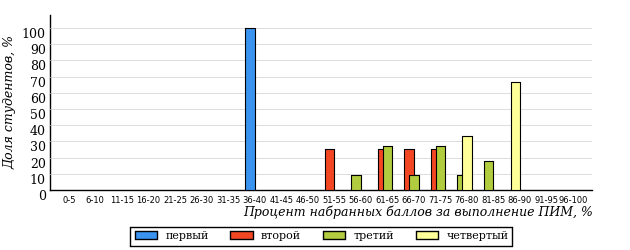 Доля студентов, %
100
90
80
70
60
50
40
30
20
10
0
0-5 6-10 11-15 16-20 21-25 26-30 31-35 36-40 41-45 46-50 51-55 56-60 61-65 66-70 71-75 76-80 81-85 86-90 91-95 96-100
Процент набранных баллов за выполнение ПИМ, %
первый второй третий четвертый